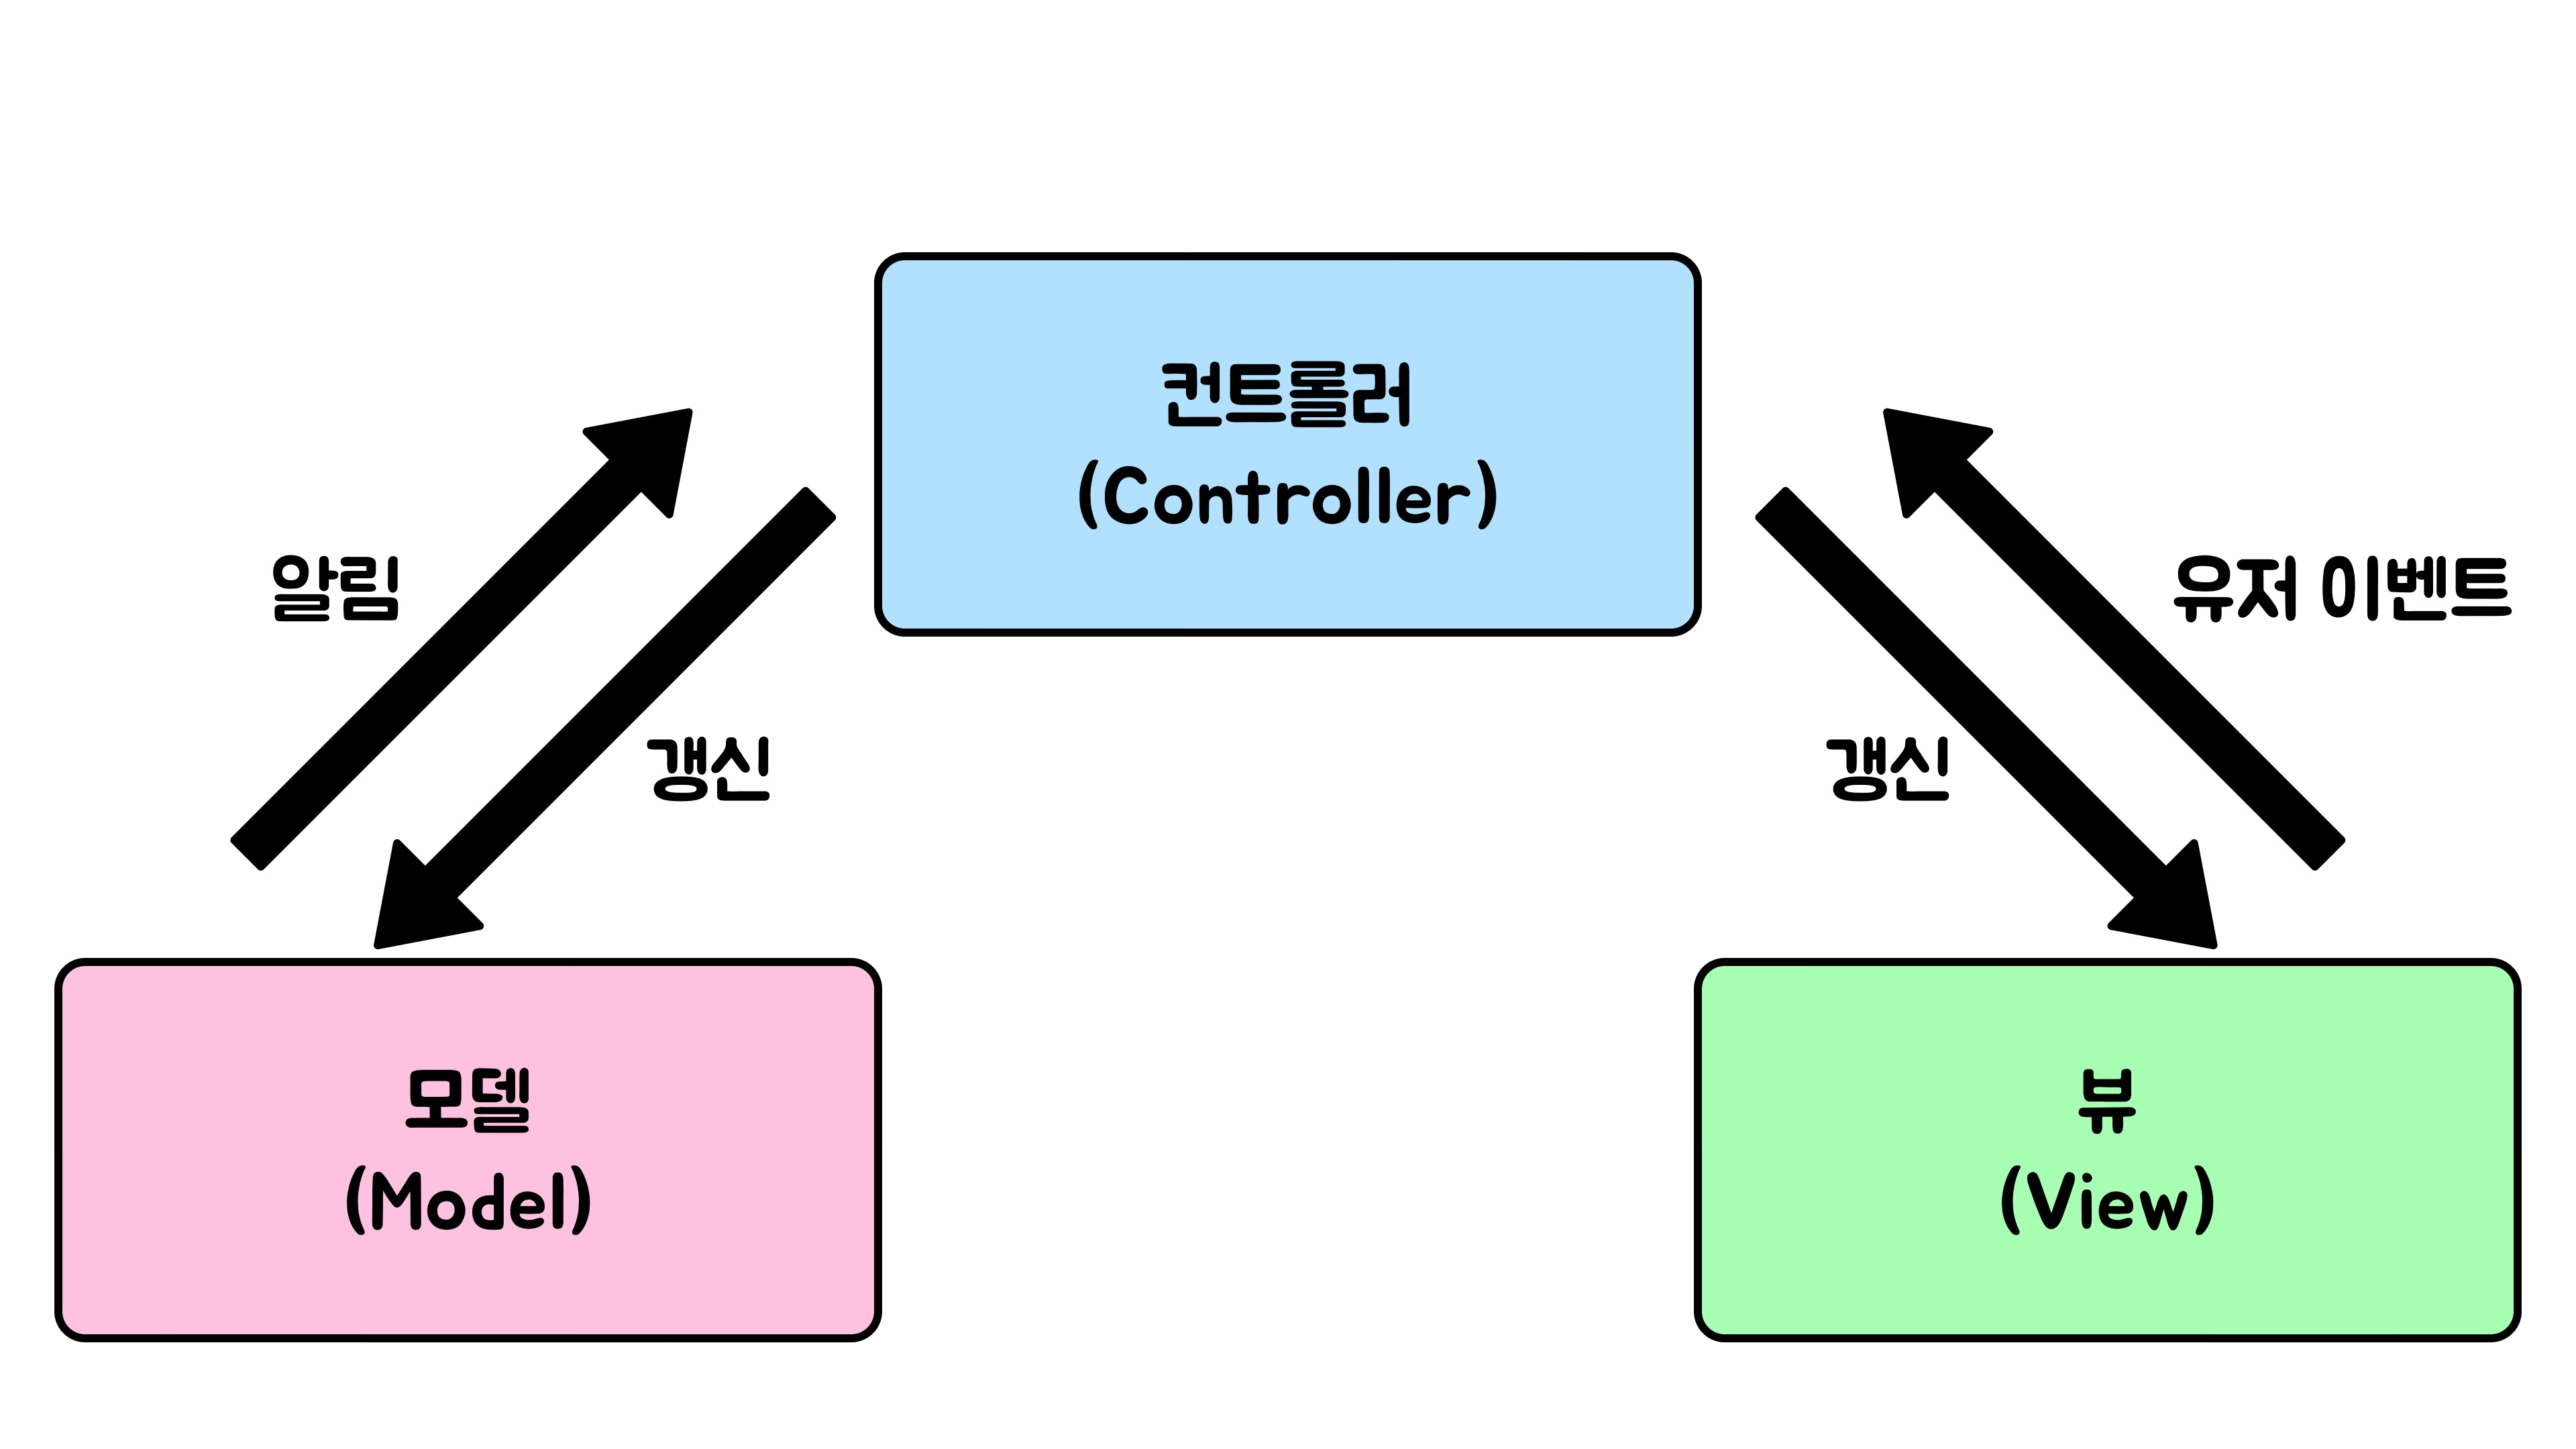 컨트롤러
(Controller)
알림
유저 이벤트
갱신
갱신
모델
(Model)
뷰
(View)